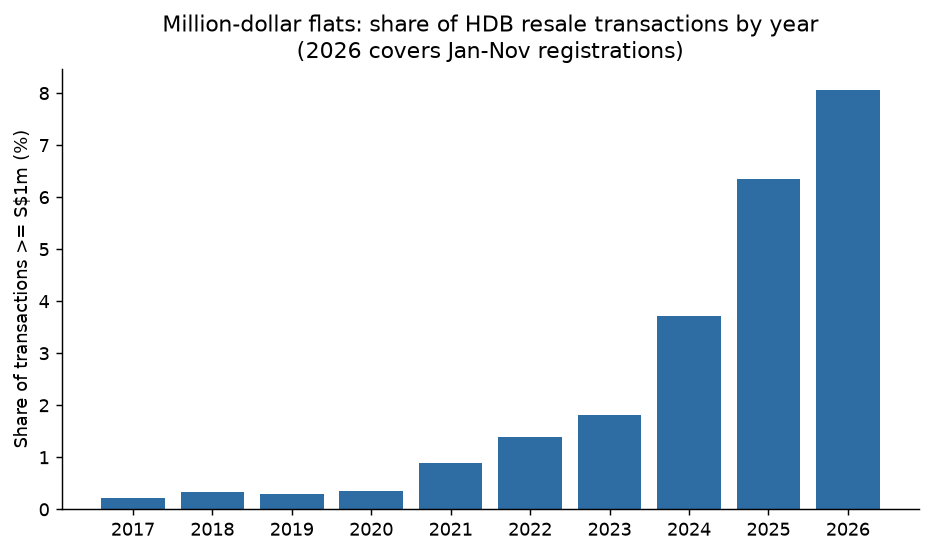 Million-dollar flats: share of HDB resale transactions by year
(2026 covers Jan-Nov registrations)
Share of transactions >= S$1m (%)
8
7
6
5
4
3
2
1
0
2017 2018 2019 2020 2021 2022 2023 2024 2025 2026